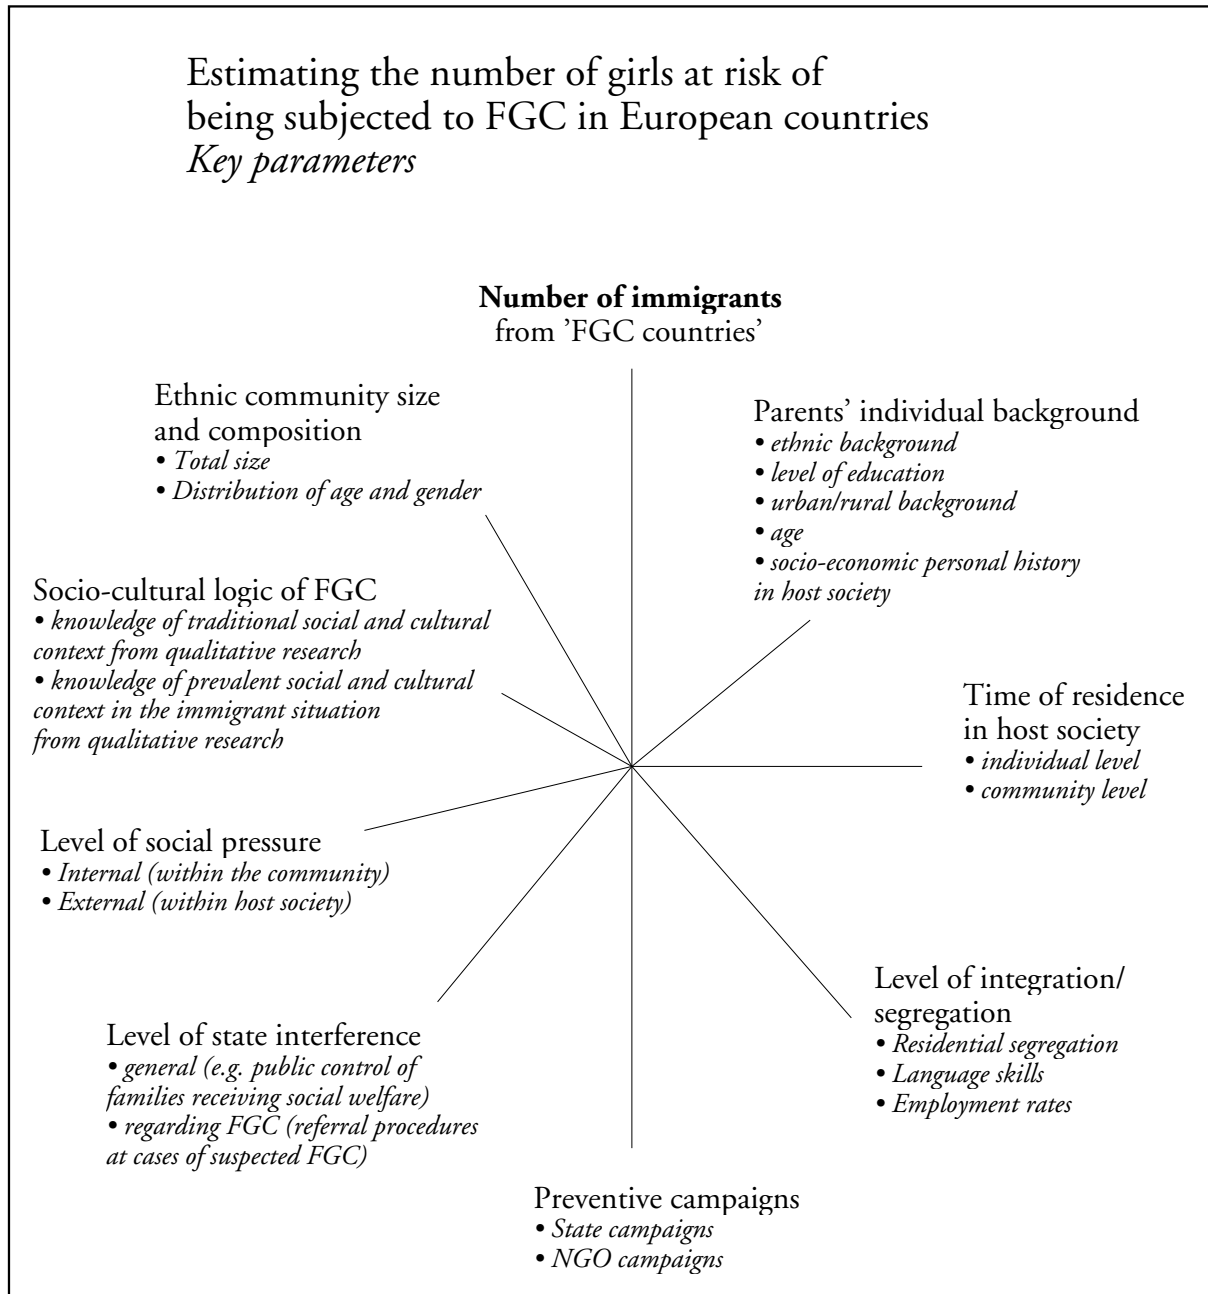 Estimating the number of girls at risk of
being subjected to FGC in European countries
Key parameters
Number of immigrants
from ’FGC countries’
Ethnic community size
and composition
• Total size
• Distribution of age and gender
Parents’ individual background
• ethnic background
• level of education
• urban/rural background
• age
• socio-economic personal history
in host society
Socio-cultural logic of FGC
• knowledge of traditional social and cultural
context from qualitative research
• knowledge of prevalent social and cultural
context in the immigrant situation
from qualitative research
Time of residence
in host society
• individual level
• community level
Level of social pressure
• Internal (within the community)
• External (within host society)
Level of integration/
segregation
• Residential segregation
• Language skills
• Employment rates
Level of state interference
• general (e.g. public control of
families receiving social welfare)
• regarding FGC (referral procedures
at cases of suspected FGC)
Preventive campaigns
• State campaigns
• NGO campaigns